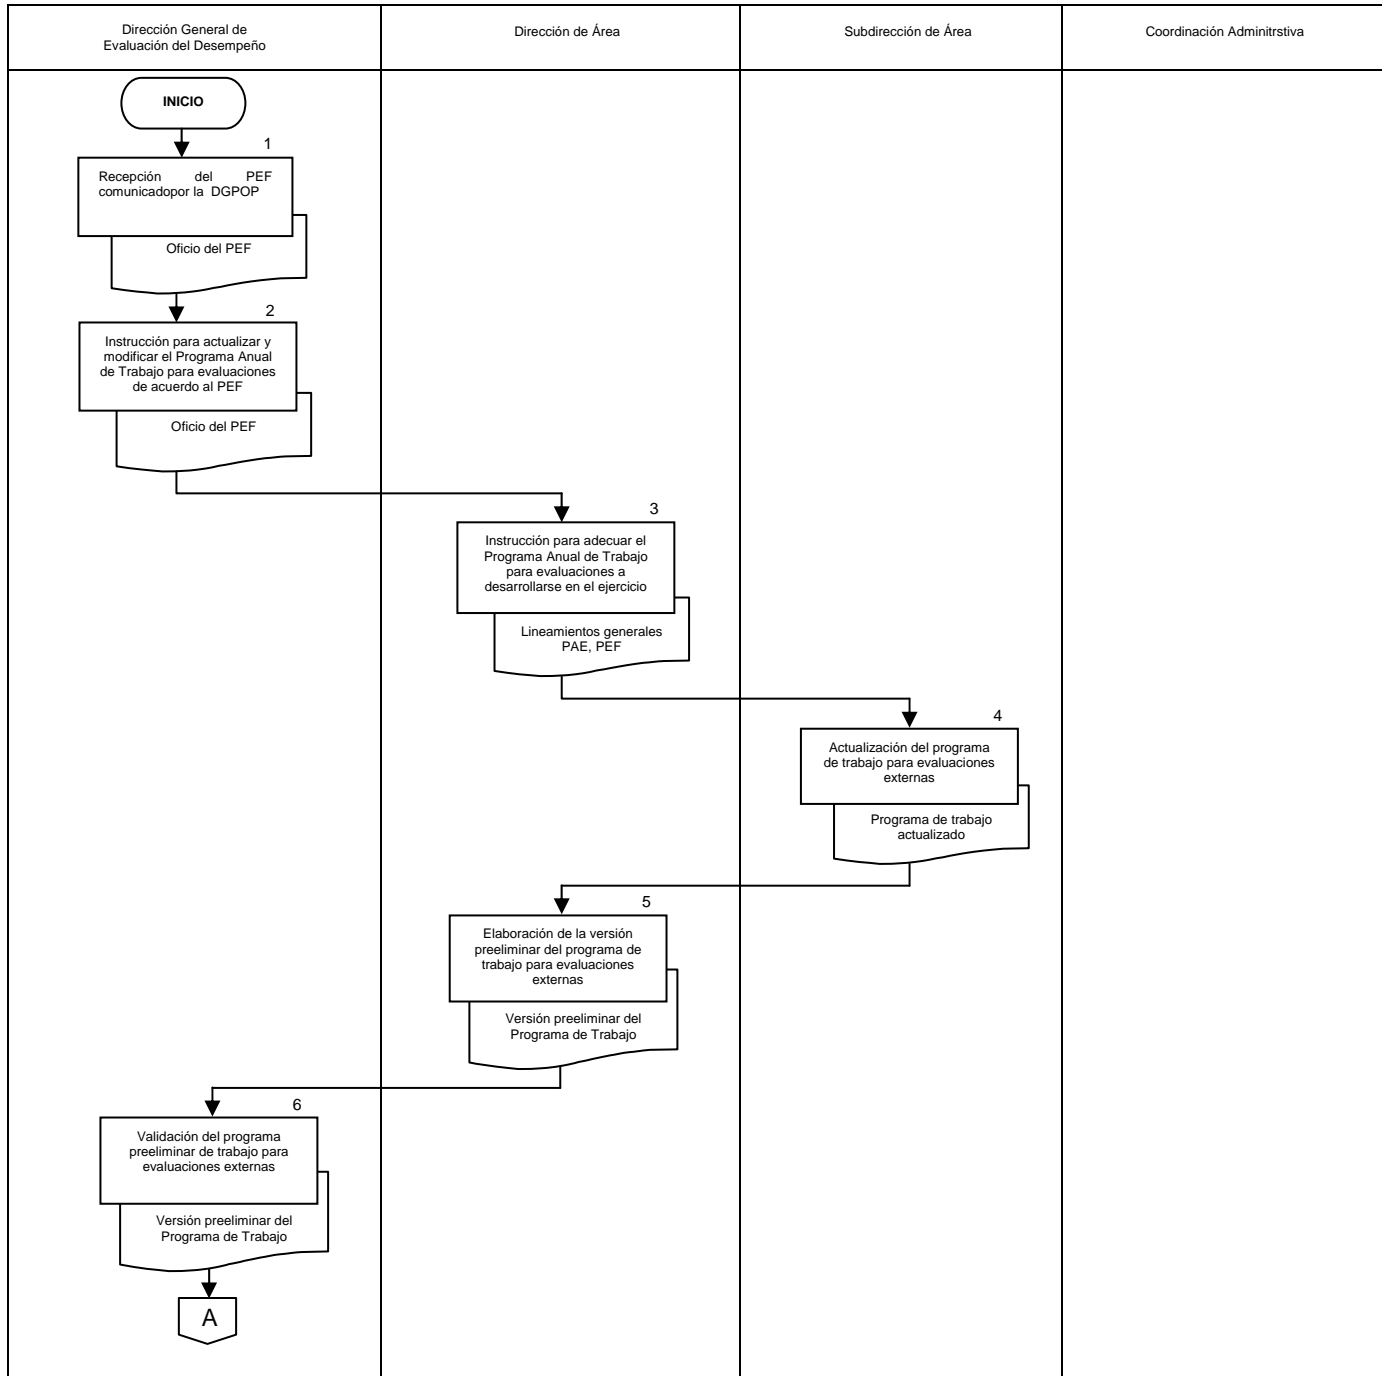 Dirección General de
Evaluación del Desempeño
Dirección de Área
Subdirección de Área
Coordinación Adminitrstiva
INICIO
1
Recepción del PEF
comunicadopor la DGPOP
Oficio del PEF
2
Instrucción para actualizar y
modificar el Programa Anual
de Trabajo para evaluaciones
de acuerdo al PEF
Oficio del PEF
3
Instrucción para adecuar el
Programa Anual de Trabajo
para evaluaciones a
desarrollarse en el ejercicio
Lineamientos generales
PAE, PEF
4
Actualización del programa
de trabajo para evaluaciones
externas
Programa de trabajo
actualizado
5
Elaboración de la versión
preeliminar del programa de
trabajo para evaluaciones
externas
Versión preeliminar del
Programa de Trabajo
6
Validación del programa
preeliminar de trabajo para
evaluaciones externas
Versión preeliminar del
Programa de Trabajo
A